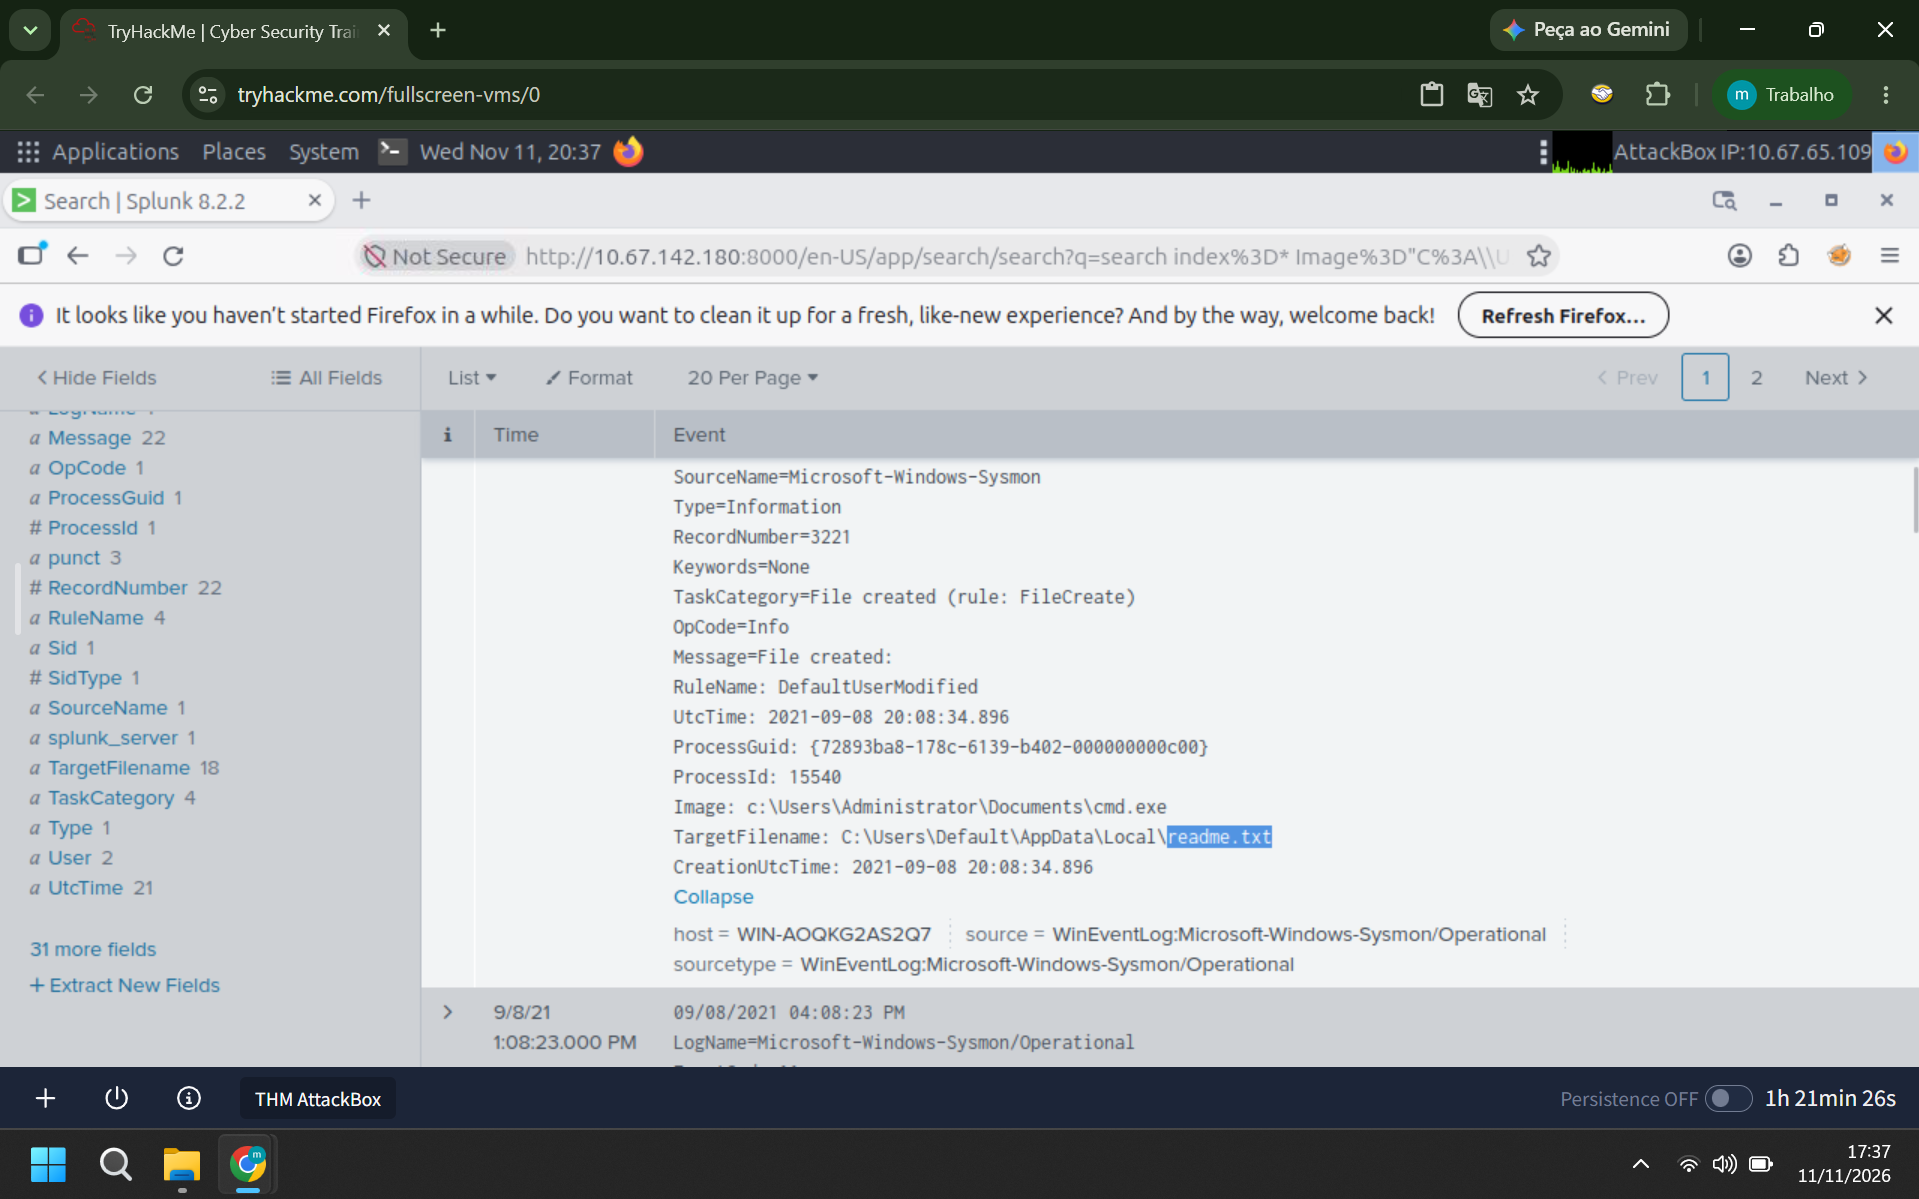 TryHackMe | Cyber Security Trai
Peça ao Gemini
tryhackme.com/fullscreen-vms/0
m Trabalho
Applications Places System Wed Nov 11, 20:37
AttackBox IP:10.67.65.109
Search | Splunk 8.2.2
Not Secure http://10.67.142.180:8000/en-US/app/search/search?q=search index%3D* Image%3D"C%3A\\U
It looks like you haven't started Firefox in a while. Do you want to clean it up for a fresh, like-new experience? And by the way, welcome back! Refresh Firefox...
Hide Fields All Fields
List Format 20 Per Page
Prev 1 2 Next
LogName 1
a Message 22
a OpCode 1
a ProcessGuid 1
# ProcessId 1
a punct 3
# RecordNumber 22
a RuleName 4
a Sid 1
# SidType 1
a SourceName 1
a splunk_server 1
a TargetFilename 18
a TaskCategory 4
a Type 1
a User 2
a UtcTime 21
31 more fields
+ Extract New Fields
i Time Event
SourceName=Microsoft-Windows-Sysmon
Type=Information
RecordNumber=3221
Keywords=None
TaskCategory=File created (rule: FileCreate)
OpCode=Info
Message=File created:
RuleName: DefaultUserModified
UtcTime: 2021-09-08 20:08:34.896
ProcessGuid: {72893ba8-178c-6139-b402-000000000c00}
ProcessId: 15540
Image: c:\Users\Administrator\Documents\cmd.exe
TargetFilename: C:\Users\Default\AppData\Local\readme.txt
CreationUtcTime: 2021-09-08 20:08:34.896
Collapse
host = WIN-AOQKG2AS2Q7 source = WinEventLog:Microsoft-Windows-Sysmon/Operational
sourcetype = WinEventLog:Microsoft-Windows-Sysmon/Operational
9/8/21
1:08:23.000 PM
09/08/2021 04:08:23 PM
LogName=Microsoft-Windows-Sysmon/Operational
THM AttackBox
Persistence OFF 1h 21min 26s
m
17:37
11/11/2026